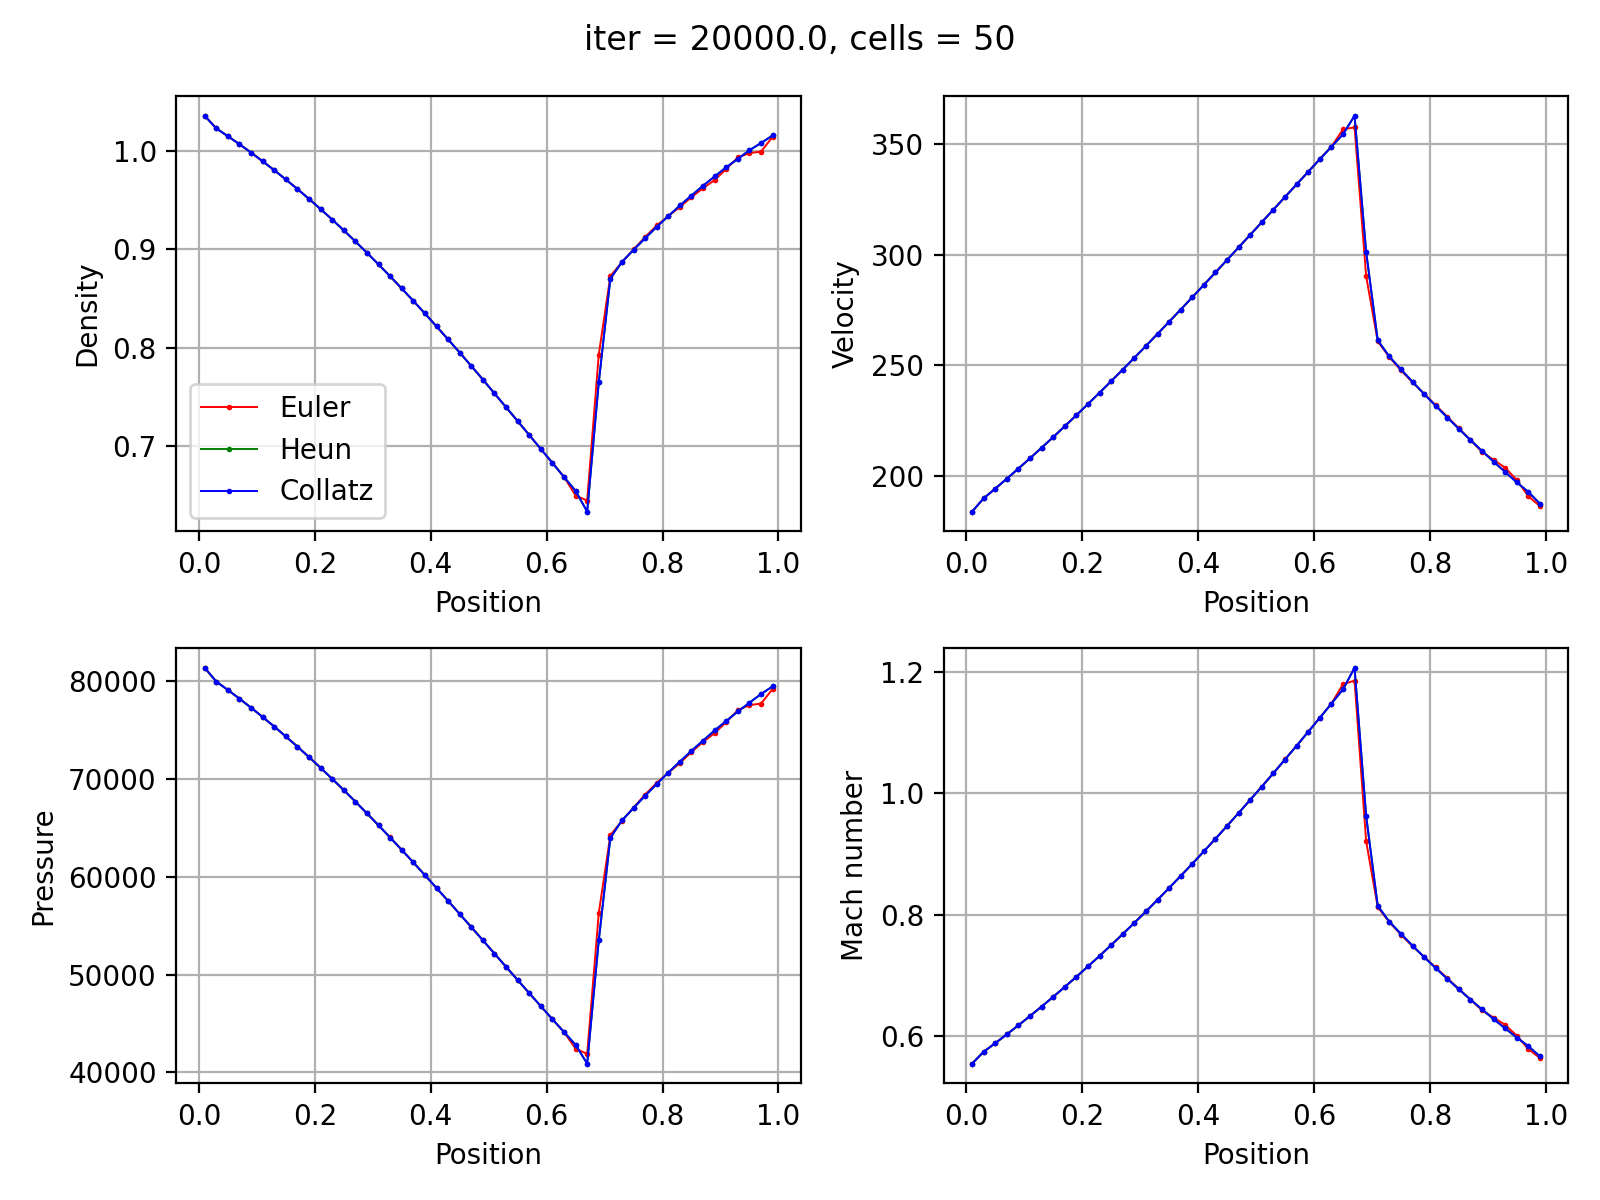 iter = 20000.0, cells = 50
Density
1.0
0.9
0.8
0.7
Euler
Heun
Collatz
0.0 0.2 0.4 0.6 0.8 1.0
Position
Velocity
350
300
250
200
0.0 0.2 0.4 0.6 0.8 1.0
Position
Pressure
80000
70000
60000
50000
40000
0.0 0.2 0.4 0.6 0.8 1.0
Position
Mach number
1.2
1.0
0.8
0.6
0.0 0.2 0.4 0.6 0.8 1.0
Position